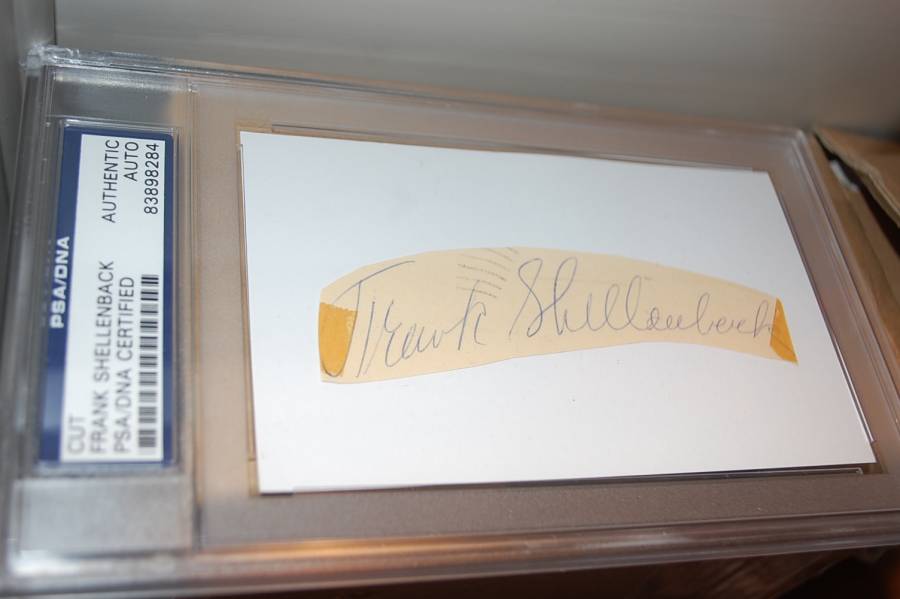 PSA/DNA
CUT
FRANK SHELLENBACK
PSA/DNA CERTIFIED
AUTHENTIC
AUTO
83898284
Frank Shellenback